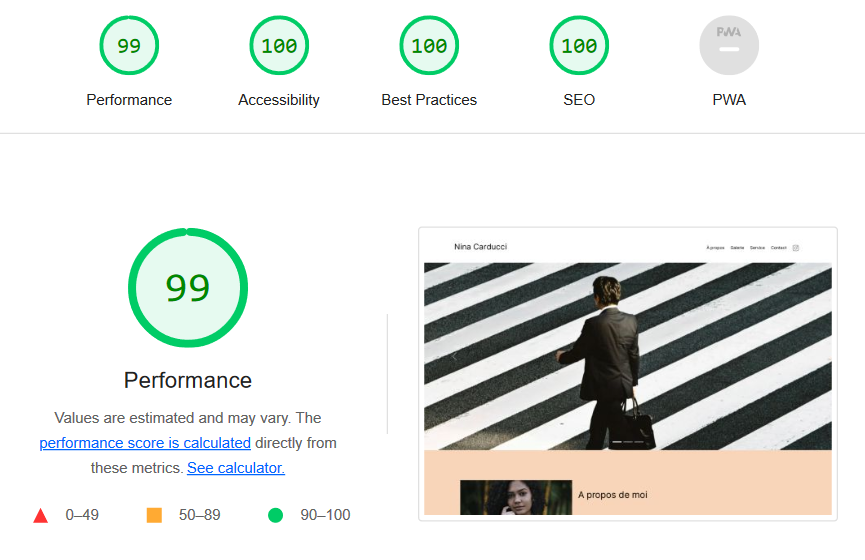 99 100 100 100 PWA
Performance Accessibility Best Practices SEO PWA
99
Performance
Values are estimated and may vary. The
performance score is calculated directly from
these metrics. See calculator.
0–49 50–89 90–100
Nina Carducci
À propos Galerie Service Contact
A propos de moi